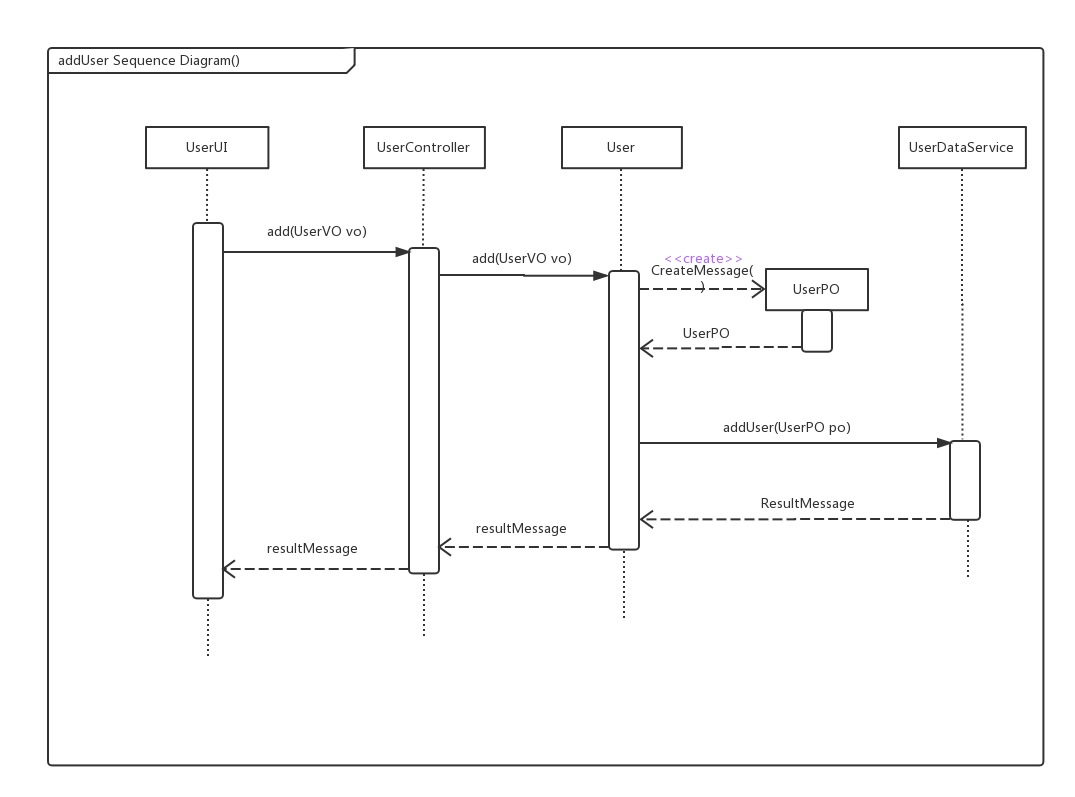 addUser Sequence Diagram()
UserUI
UserController
User
UserDataService
add(UserVO vo)
add(UserVO vo)
<<create>>
CreateMessage(
)
UserPO
UserPO
addUser(UserPO po)
ResultMessage
resultMessage
resultMessage